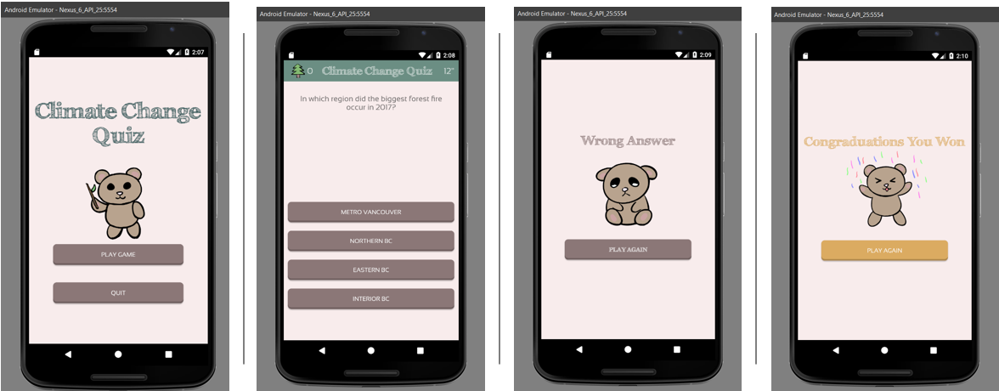 Android Emulator - Nexus_6_API_25:5554
2:07
Climate Change
Quiz
PLAY GAME
QUIT
Android Emulator - Nexus_6_API_25:5554
2:08
0 Climate Change Quiz 12"
In which region did the biggest forest fire
occur in 2017?
METRO VANCOUVER
NORTHERN BC
EASTERN BC
INTERIOR BC
Android Emulator - Nexus_6_API_25:5554
2:09
Wrong Answer
PLAY AGAIN
Android Emulator - Nexus_6_API_25:5554
2:10
Congraduations You Won
PLAY AGAIN